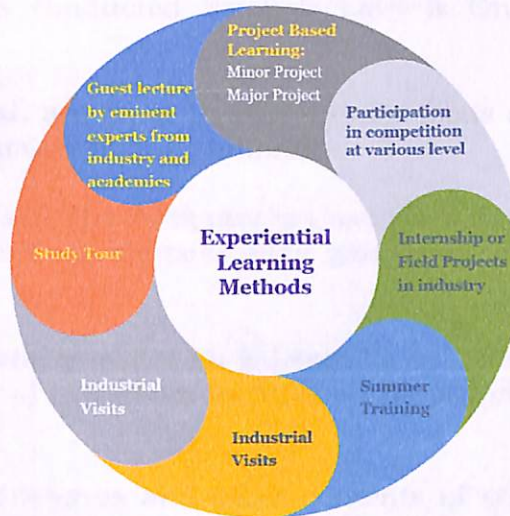 Project Based
Learning:
Minor Project
Major Project
Participation
in competition
at various level
Internship or
Field Projects
in industry
Summer
Training
Industrial
Visits
Industrial
Visits
Study Tour
Guest lecture
by eminent
experts from
industry and
academics
Experiential
Learning
Methods